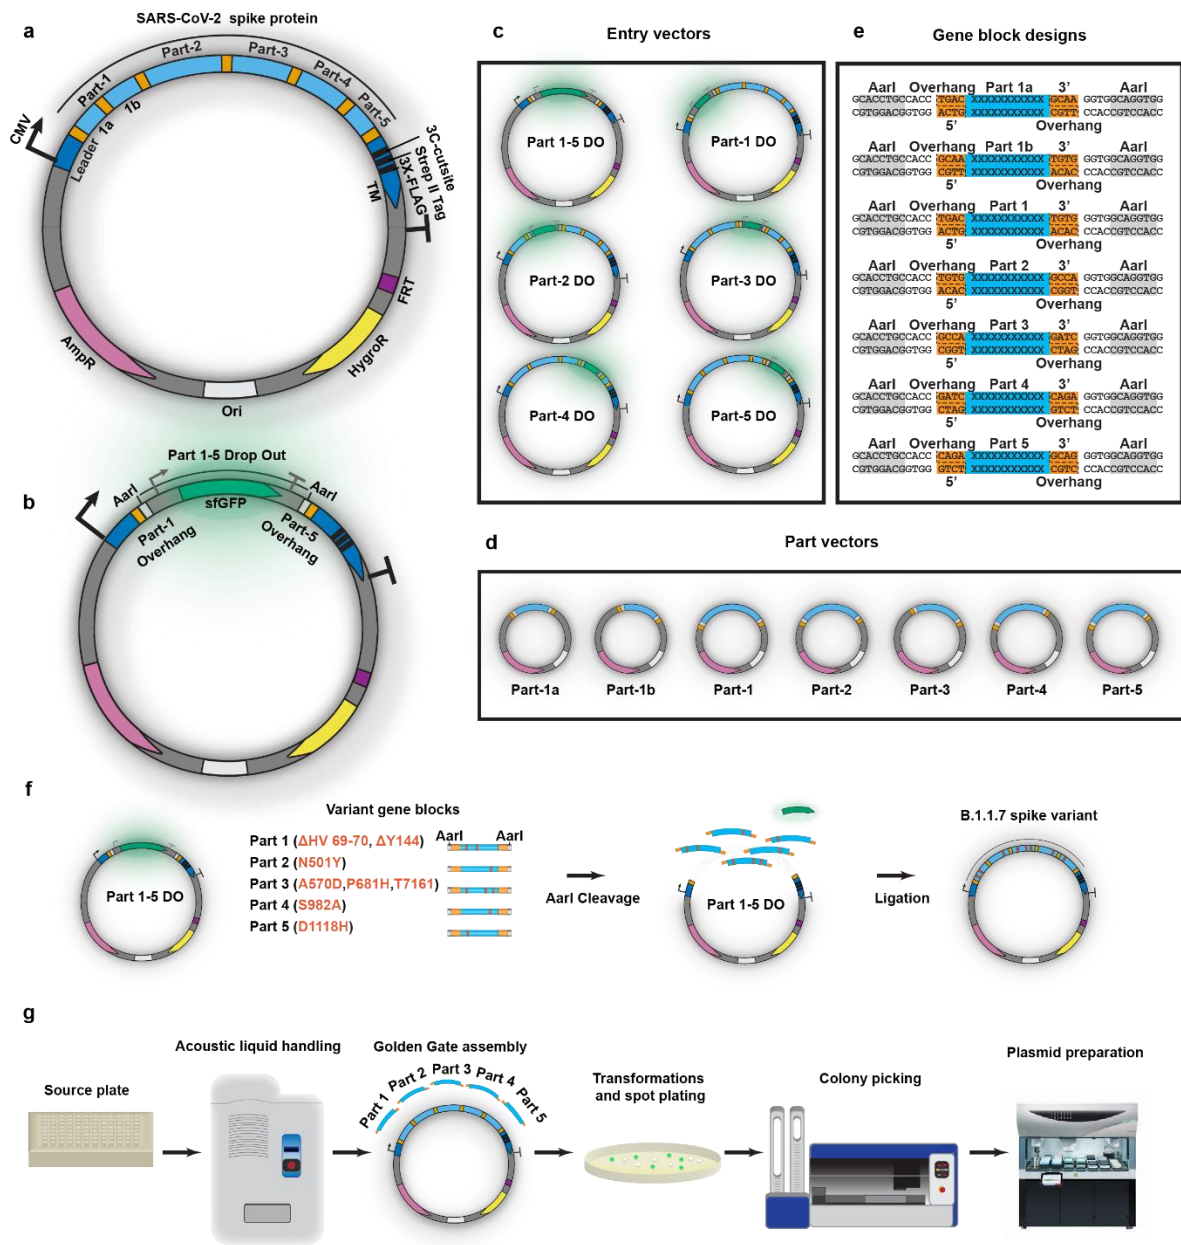 a
SARS-CoV-2 spike protein
Part-1
Part-2
Part-3
Part-4
Part-5
CMV
Leader
1a
1b
3C-cutsite
Strep II Tag
3X-FLAG
TM
FRT
HygroR
Ori
AmpR
b
Part 1-5 Drop Out
AarI
AarI
sfGFP
Part-1
Overhang
Part-5
Overhang
c
Entry vectors
Part 1-5 DO
Part-1 DO
Part-2 DO
Part-3 DO
Part-4 DO
Part-5 DO
d
Part vectors
Part-1a
Part-1b
Part-1
Part-2
Part-3
Part-4
Part-5
e
Gene block designs
AarI Overhang Part 1a 3' AarI
GCACCTGCCACC TGAC XXXXXXXXXXX GCAA GGTGGCAGGTGG
CGTGGACGGTGG ACTG XXXXXXXXXXX CGTT CCACCGTCCACC
5' Overhang
AarI Overhang Part 1b 3' AarI
GCACCTGCCACC GCAA XXXXXXXXXXX TGTG GGTGGCAGGTGG
CGTGGACGGTGG CGTT XXXXXXXXXXX ACAC CCACCGTCCACC
5' Overhang
AarI Overhang Part 1 3' AarI
GCACCTGCCACC TGAC XXXXXXXXXXX TGTG GGTGGCAGGTGG
CGTGGACGGTGG ACTG XXXXXXXXXXX ACAC CCACCGTCCACC
5' Overhang
AarI Overhang Part 2 3' AarI
GCACCTGCCACC TGTG XXXXXXXXXXX GCCA GGTGGCAGGTGG
CGTGGACGGTGG ACAC XXXXXXXXXXX CGGT CCACCGTCCACC
5' Overhang
AarI Overhang Part 3 3' AarI
GCACCTGCCACC GCCA XXXXXXXXXXX GATC GGTGGCAGGTGG
CGTGGACGGTGG CGGT XXXXXXXXXXX CTAG CCACCGTCCACC
5' Overhang
AarI Overhang Part 4 3' AarI
GCACCTGCCACC GATC XXXXXXXXXXX CAGA GGTGGCAGGTGG
CGTGGACGGTGG CTAG XXXXXXXXXXX GTCT CCACCGTCCACC
5' Overhang
AarI Overhang Part 5 3' AarI
GCACCTGCCACC CAGA XXXXXXXXXXX GCAG GGTGGCAGGTGG
CGTGGACGGTGG GTCT XXXXXXXXXXX CGTC CCACCGTCCACC
5' Overhang
f
Part 1-5 DO
Variant gene blocks
Part 1 (ΔHV 69-70, ΔY144)
Part 2 (N501Y)
Part 3 (A570D,P681H,T7161)
Part 4 (S982A)
Part 5 (D1118H)
AarI AarI
AarI Cleavage
Part 1-5 DO
Ligation
B.1.1.7 spike variant
g
Source plate
Acoustic liquid handling
Golden Gate assembly
Part 1
Part 2
Part 3
Part 4
Part 5
Transformations
and spot plating
Colony picking
Plasmid preparation